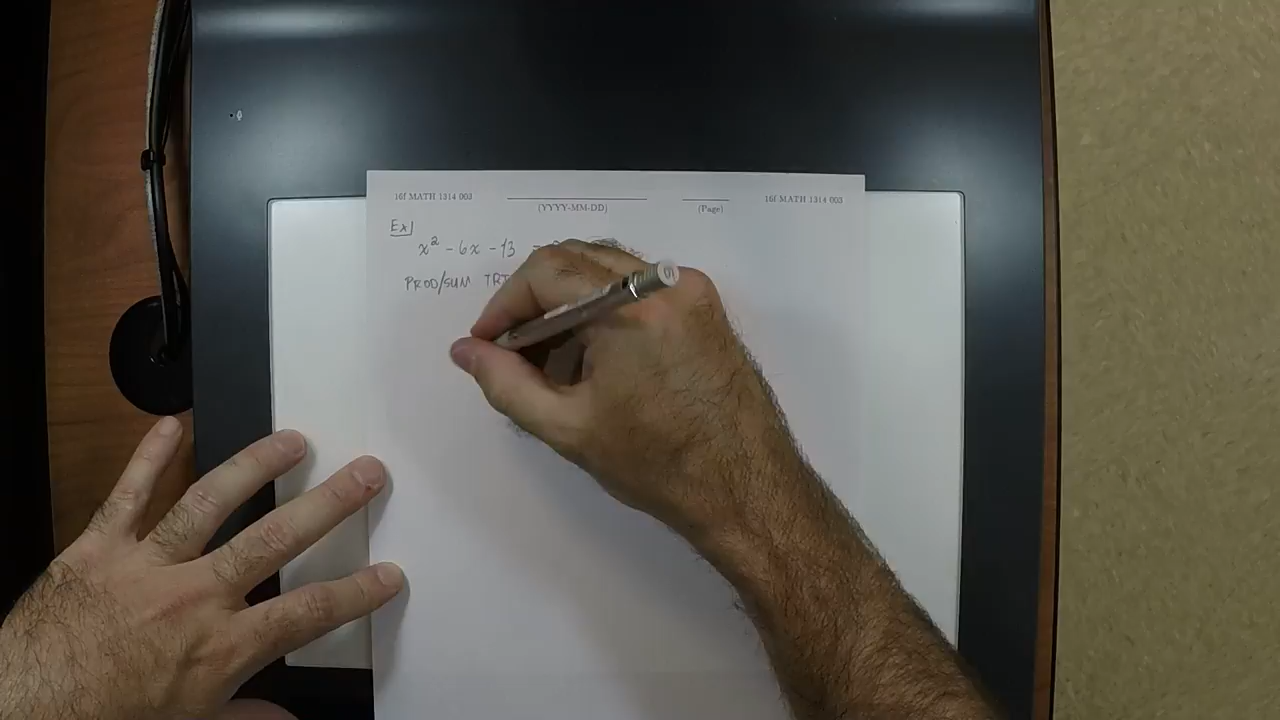 16f MATH 1314 003 (YYYY-MM-DD) (Page) 16f MATH 1314 003
Ex1
x² - 6x - 13 =
PROD/SUM